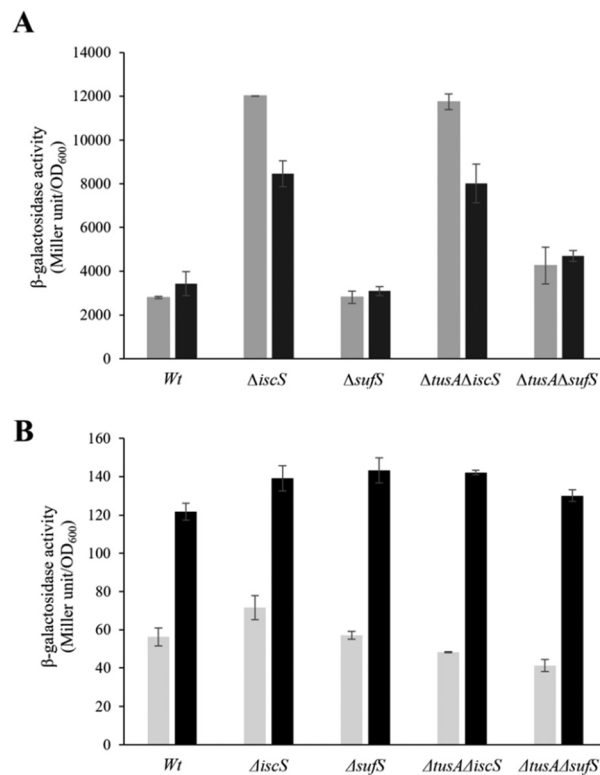 A
β-galactosidase activity
(Miller unit/OD600)
12000
10000
8000
6000
4000
2000
0
Wt
ΔiscS
ΔsufS
ΔtusAΔiscS
ΔtusAΔsufS
B
β-galactosidase activity
(Miller unit/OD600)
160
140
120
100
80
60
40
20
0
Wt
ΔiscS
ΔsufS
ΔtusAΔiscS
ΔtusAΔsufS